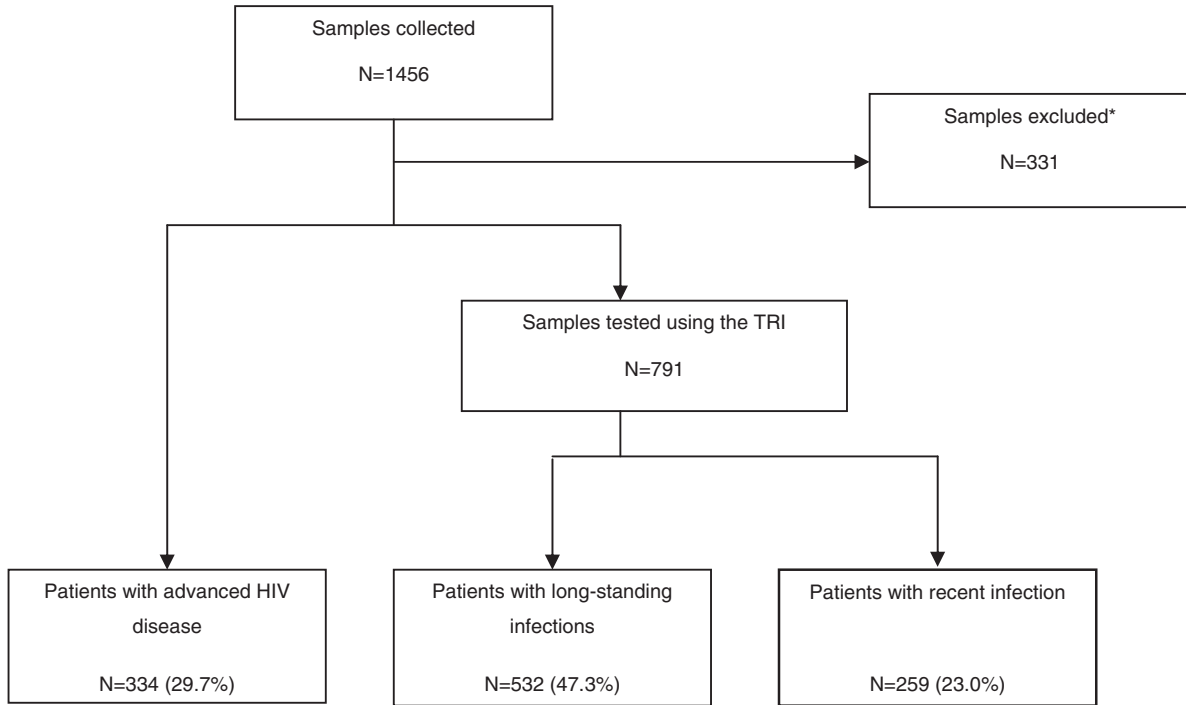 Samples collected
N=1456
Samples excluded*
N=331
Samples tested using the TRI
N=791
Patients with advanced HIV
disease
N=334 (29.7%)
Patients with long-standing
infections
N=532 (47.3%)
Patients with recent infection
N=259 (23.0%)